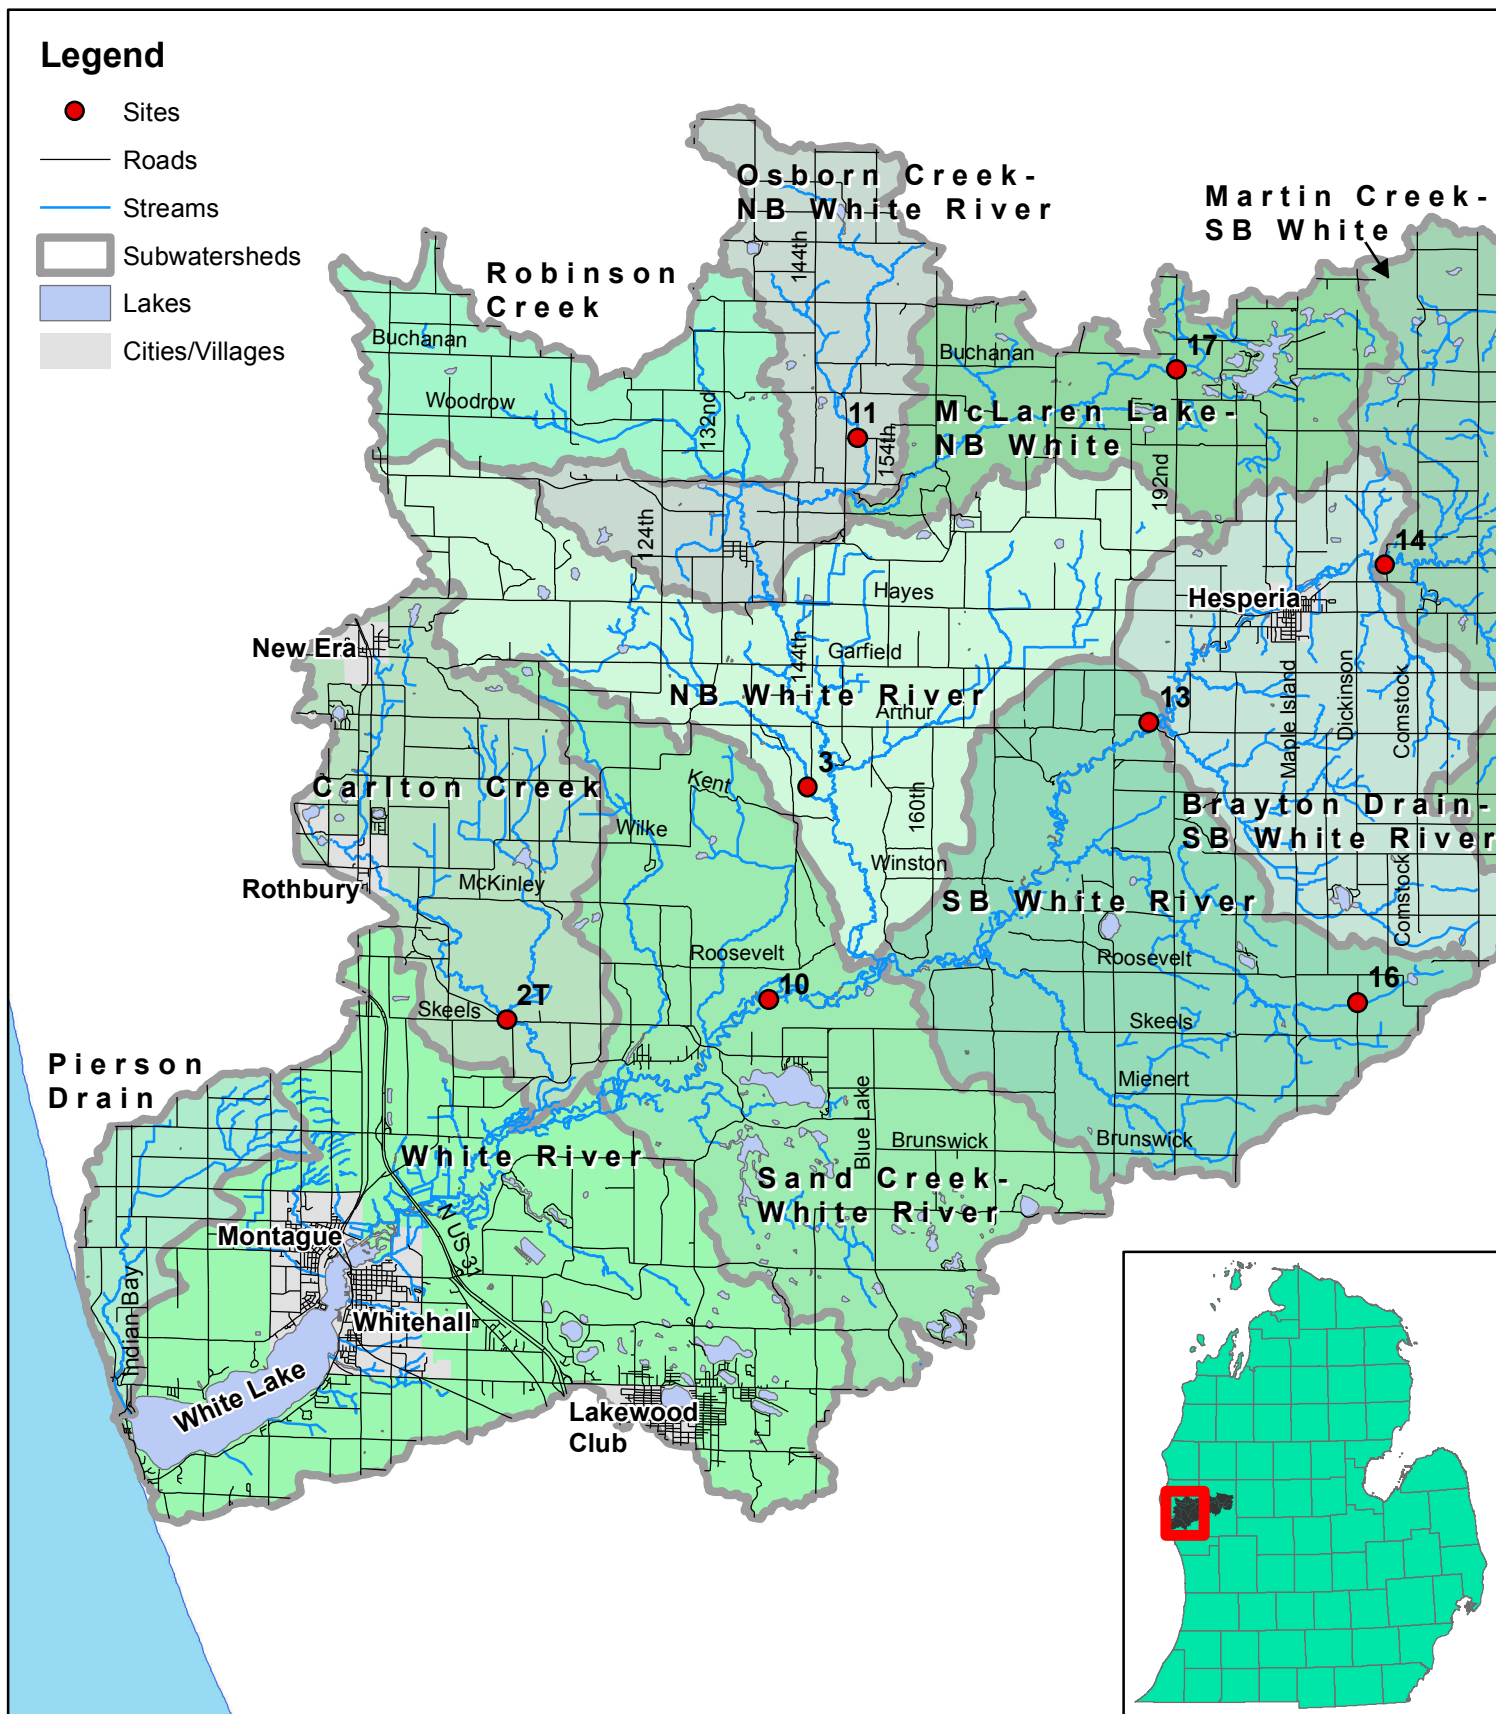 Legend
Sites
Roads
Streams
Subwatersheds
Lakes
Cities/Villages
Osborn Creek-
NB White River
Martin Creek-
SB White
Robinson
Creek
144th
Buchanan
Woodrow
132nd
Buchanan
17
11
McLaren Lake-
NB White
154th
192nd
124th
14
Hayes
Hesperia
New Era
Garfield
144th
NB White River
Arthur
13
Maple Island
Dickinson
Comstock
3
Carlton Creek
Kent
Wilke
160th
Brayton Drain-
SB White River
Winston
McKinley
Rothbury
SB White River
Comstock
Roosevelt
Roosevelt
16
10
2T
Skeels
Skeels
Pierson
Drain
Mienert
Blue Lake
Brunswick
Brunswick
White River
Sand Creek-
White River
N US 31
Montague
Indian Bay
Whitehall
White Lake
Lakewood
Club